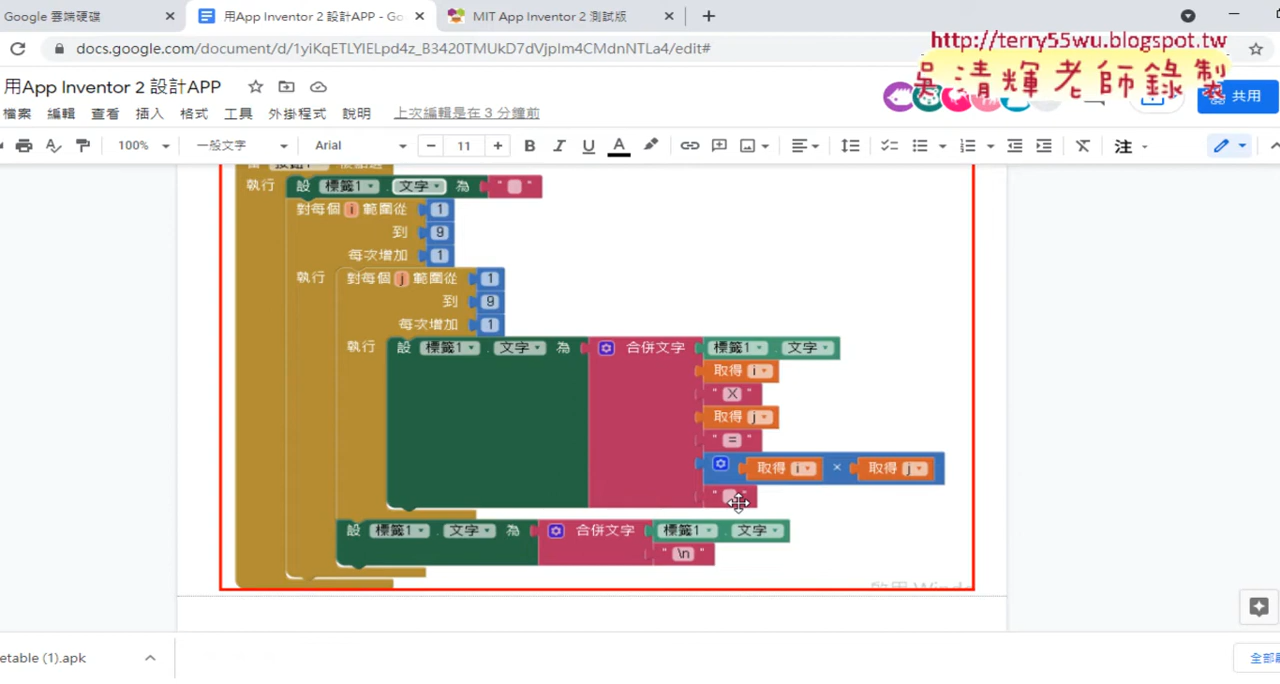 Google 雲端硬碟
用App Inventor 2 設計APP - Go
MIT App Inventor 2 測試版
docs.google.com/document/d/1yiKqETLYIELpd4z_B3420TMUkD7dVjpIm4CMdnNTLa4/edit#
http://terry55wu.blogspot.tw
吳清輝老師錄製
用App Inventor 2 設計APP
共用
檔案 編輯 查看 插入 格式 工具 外掛程式 說明 上次編輯是在 3 分鐘前
100% 一般文字 Arial 11 B I U A 注
執行 設 標籤1 . 文字 為 " "
對每個 i 範圍從 1
到 9
每次增加 1
執行 對每個 j 範圍從 1
到 9
每次增加 1
執行 設 標籤1 . 文字 為 合併文字 標籤1 . 文字
取得 i
" X "
取得 j
" = "
取得 i × 取得 j
" "
設 標籤1 . 文字 為 合併文字 標籤1 . 文字
" \n "
etable (1).apk